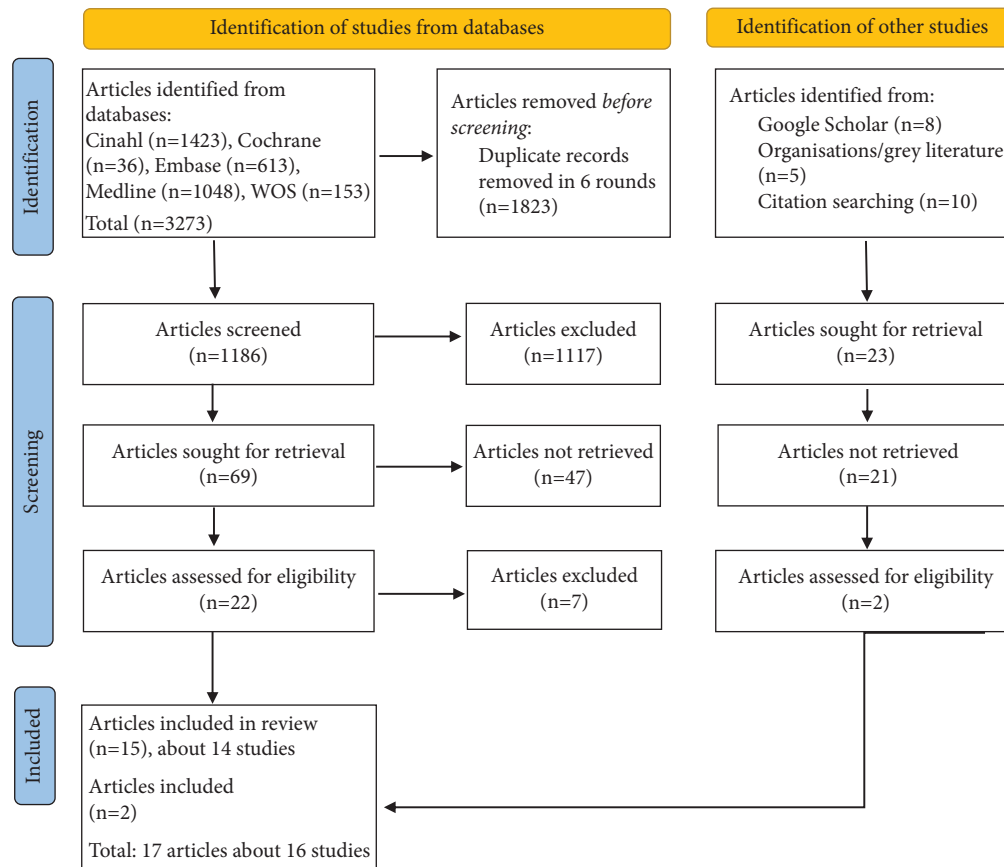 Identification of studies from databases
Identification of other studies
Identification
Articles identified from
databases:
Cinahl (n=1423), Cochrane
(n=36), Embase (n=613),
Medline (n=1048), WOS (n=153)
Total (n=3273)
Articles removed before
screening:
Duplicate records
removed in 6 rounds
(n=1823)
Articles identified from:
Google Scholar (n=8)
Organisations/grey literature
(n=5)
Citation searching (n=10)
Screening
Articles screened
(n=1186)
Articles excluded
(n=1117)
Articles sought for retrieval
(n=23)
Articles sought for retrieval
(n=69)
Articles not retrieved
(n=47)
Articles not retrieved
(n=21)
Articles assessed for eligibility
(n=22)
Articles excluded
(n=7)
Articles assessed for eligibility
(n=2)
Included
Articles included in review
(n=15), about 14 studies
Articles included
(n=2)
Total: 17 articles about 16 studies